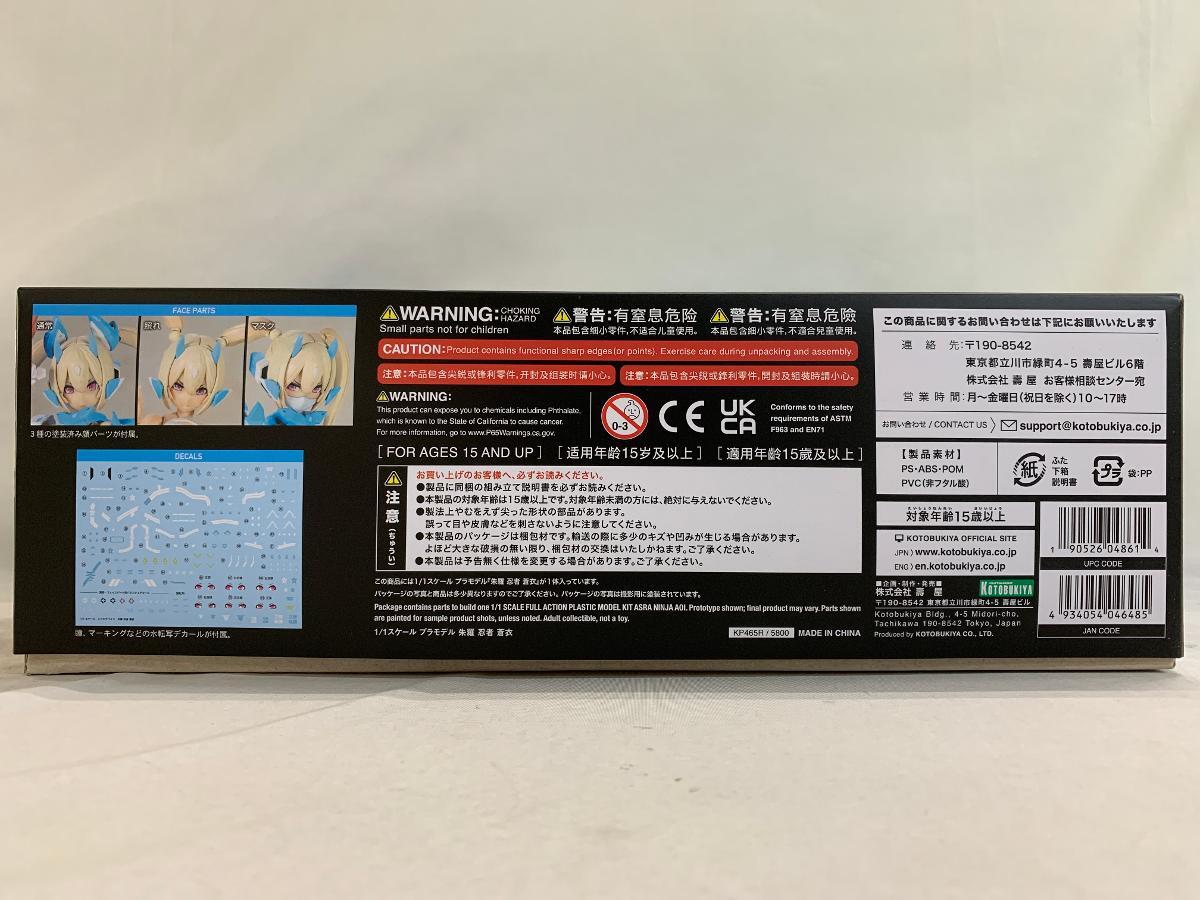 FACE PARTS
通常
照れ
マスク
3種の塗装済み顔パーツが付属。
DECALS
瞳、マーキングなどの水転写デカールが付属。
WARNING: CHOKING HAZARD
Small parts not for children
警告:有窒息危险
本品包含细小零件,不适合儿童使用。
警告:有窒息危險
本品包含細小零件,不適合兒童使用。
CAUTION: Product contains functional sharp edges(or points). Exercise care during unpacking and assembly.
注意:本品包含尖锐或锋利零件,开封及组装时请小心。
注意:本品包含尖銳或鋒利零件,開封及組裝時請小心。
WARNING:
This product can expose you to chemicals including Phthalate,
which is known to the State of California to cause cancer.
For more information, go to www.P65Warnings.ca.gov.
0-3
CE
UK
CA
Conforms to the safety
requirements of ASTM
F963 and EN71
[FOR AGES 15 AND UP] [适用年龄15岁及以上] [適用年齡15歲及以上]
注意(ちゅうい)
お買い上げのお客様へ、必ずお読みください。
●製品に同梱の組み立て説明書を必ずお読みください。
●本製品の対象年齢は15歳以上です。対象年齢未満の方には、絶対に与えないでください。
●製法上やむをえず尖った形状の部品があります。
誤って目や皮膚などを刺さないように注意してください。
●本製品のパッケージは梱包材です。輸送の際に多少のキズや凹みが生じる場合があります。
よほど大きな破損の無い限り、梱包材の交換はいたしかねます。ご了承ください。
●本製品は予告無く仕様を変更する場合があります。ご了承ください。
この商品には1/1スケール プラモデル「朱羅 忍者 蒼衣」が1体入っています。
パッケージの写真と商品は多少異なりますのでご了承ください。パッケージの写真は撮影用に塗装されています。
Package contains parts to build one 1/1 SCALE FULL ACTION PLASTIC MODEL KIT ASRA NINJA AOI. Prototype shown; final product may vary. Parts shown
are painted for sample product shots, unless noted. Adult collectible, not a toy.
1/1スケール プラモデル 朱羅 忍者 蒼衣
KP465R / 5800
MADE IN CHINA
この商品に関するお問い合わせは下記にお願いいたします
連絡先:〒190-8542
東京都立川市緑町4-5 壽屋ビル6階
株式会社 壽屋 お客様相談センター宛
営業時間:月〜金曜日(祝日を除く)10〜17時
お問い合わせ / CONTACT US
support@kotobukiya.co.jp
【製品素材】
PS・ABS・POM
PVC(非フタル酸)
紙
ふた
下箱
説明書
プラ
袋:PP
たいしょうねんれい さいいじょう
対象年齢15歳以上
KOTOBUKIYA OFFICIAL SITE
JPN www.kotobukiya.co.jp
ENG en.kotobukiya.co.jp
■企画・制作・発売■
株式会社 壽屋
KOTOBUKIYA
〒190-8542 東京都立川市緑町4-5 壽屋ビル
Kotobukiya Bldg., 4-5 Midori-cho,
Tachikawa 190-8542 Tokyo, Japan
Produced by KOTOBUKIYA CO., LTD.
1 90526 04861 4
UPC CODE
4 934054 046485
JAN CODE